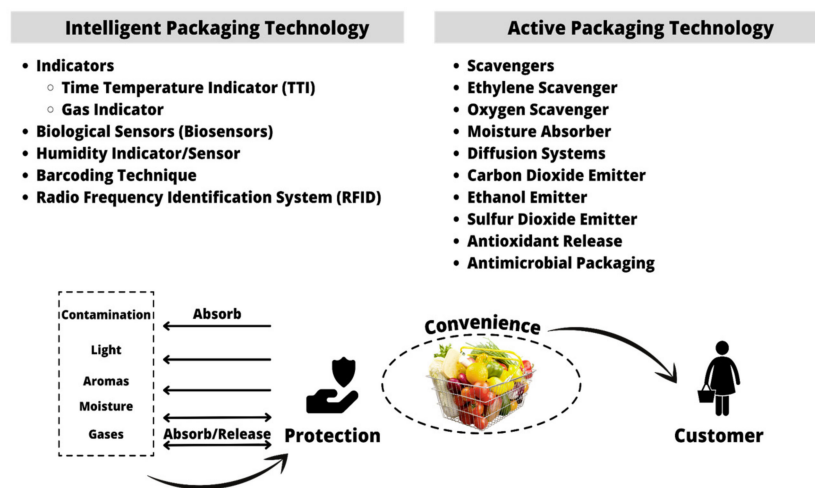 Intelligent Packaging Technology
Indicators
Time Temperature Indicator (TTI)
Gas Indicator
Biological Sensors (Biosensors)
Humidity Indicator/Sensor
Barcoding Technique
Radio Frequency Identification System (RFID)
Active Packaging Technology
Scavengers
Ethylene Scavenger
Oxygen Scavenger
Moisture Absorber
Diffusion Systems
Carbon Dioxide Emitter
Ethanol Emitter
Sulfur Dioxide Emitter
Antioxidant Release
Antimicrobial Packaging
Contamination
Light
Aromas
Moisture
Gases
Absorb
Absorb/Release
Protection
Convenience
Customer